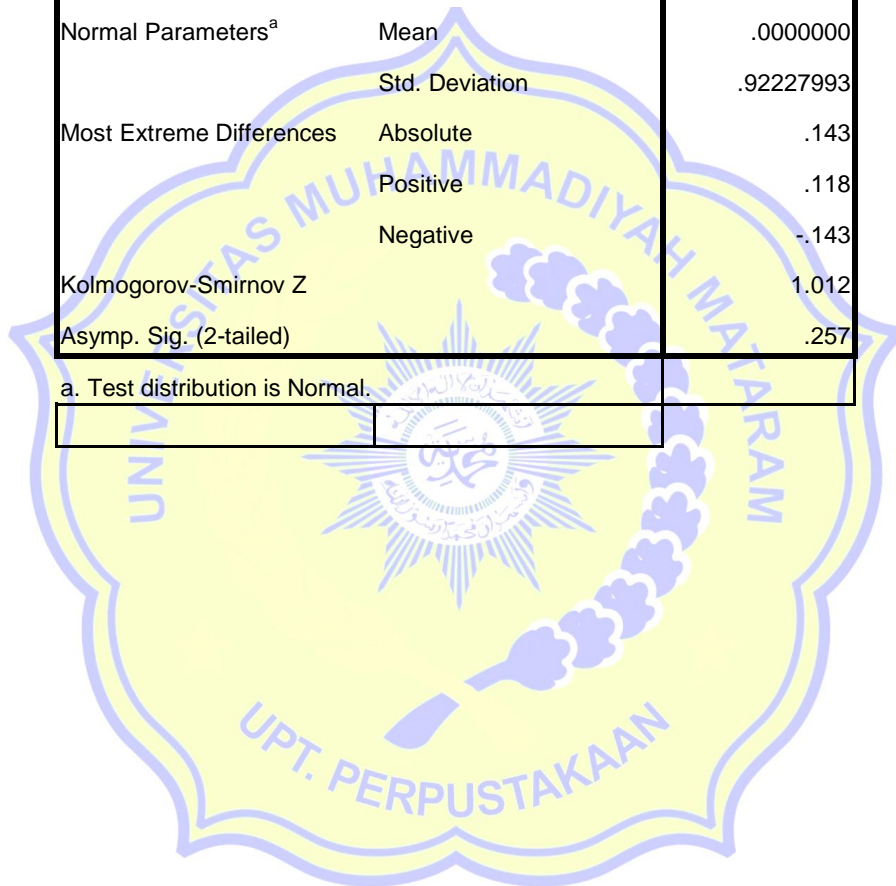 Normal Parametersa Mean .0000000
Std. Deviation .92227993
Most Extreme Differences Absolute .143
Positive .118
Negative -.143
Kolmogorov-Smirnov Z 1.012
Asymp. Sig. (2-tailed) .257
a. Test distribution is Normal.
UNIVERSITAS MUHAMMADIYAH MATARAM
UPT. PERPUSTAKAAN